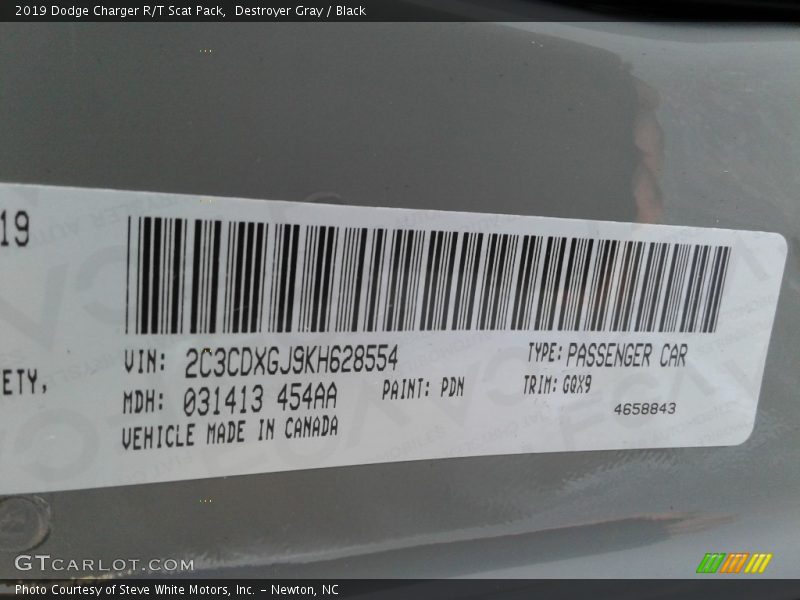 2019 Dodge Charger R/T Scat Pack,  Destroyer Gray / Black
19
ETY,
VIN: 2C3CDXGJ9KH628554
TYPE: PASSENGER CAR
MDH: 031413 454AA
PAINT: PDN
TRIM: GQX9
4658843
VEHICLE MADE IN CANADA
GTCARLOT.COM
Photo Courtesy of Steve White Motors, Inc. – Newton, NC